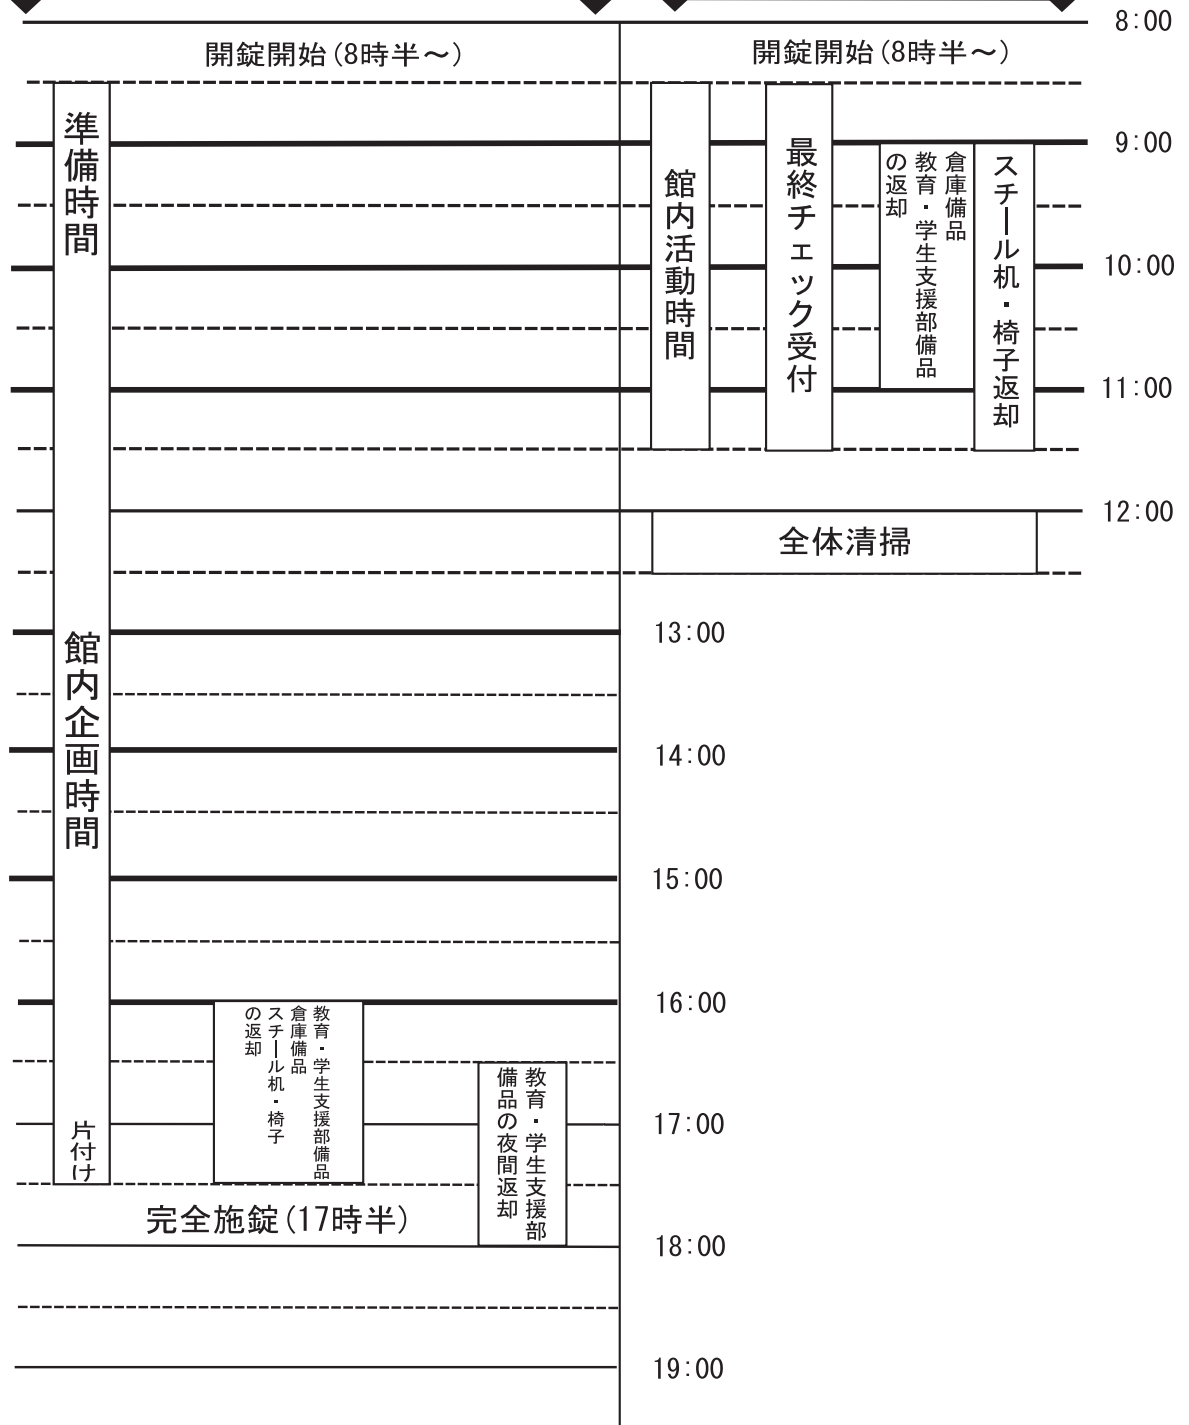 8:00
開錠開始(8時半～)
開錠開始(8時半～)
準備時間
館内活動時間
最終チェック受付
倉庫備品
教育・学生支援部備品
の返却
スチール机・椅子返却
9:00
10:00
11:00
12:00
全体清掃
館内企画時間
13:00
14:00
15:00
16:00
教育・学生支援部備品
倉庫備品
スチール机・椅子
の返却
教育・学生支援部
備品の夜間返却
17:00
片付け
完全施錠(17時半)
18:00
19:00